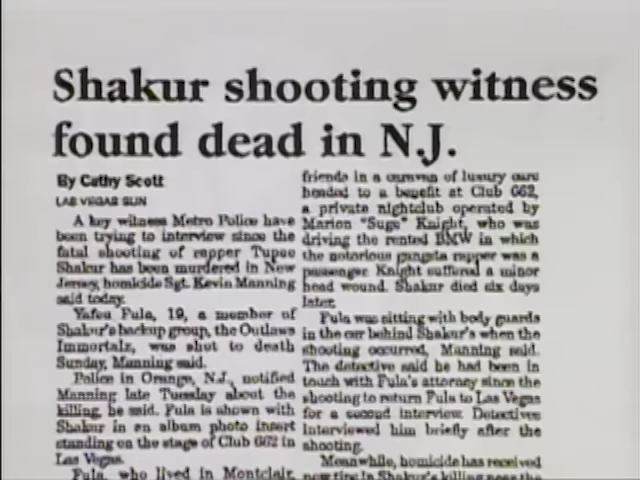 Shakur shooting witness
found dead in N.J.
By Cathy Scott
LAS VEGAS SUN
A key witness Metro Police have
been trying to interview since the
fatal shooting of rapper Tupac
Shakur has been murdered in New
Jersey, homicide Sgt. Kevin Manning
said today.
Yafeu Fula, 19, a member of
Shakur's backup group, the Outlaws
Immortalz, was shot to death
Sunday, Manning said.
Police in Orange, N.J., notified
Manning late Tuesday about the
killing, he said. Fula is shown with
Shakur in an album photo insert
standing on the stage of Club 662 in
Las Vegas.
Fula, who lived in Montclair,
friends in a caravan of luxury cars
headed to a benefit at Club 662,
a private nightclub operated by
Marion "Suge" Knight, who was
driving the rented BMW in which
the notorious gangsta rapper was a
passenger. Knight suffered a minor
head wound. Shakur died six days
later.
Fula was sitting with body guards
in the car behind Shakur's when the
shooting occurred, Manning said.
The detective said he had been in
touch with Fula's attorney since the
shooting to return Fula to Las Vegas
for a second interview. Detectives
interviewed him briefly after the
shooting.
Meanwhile, homicide has received
new tips in Shakur's killing near the